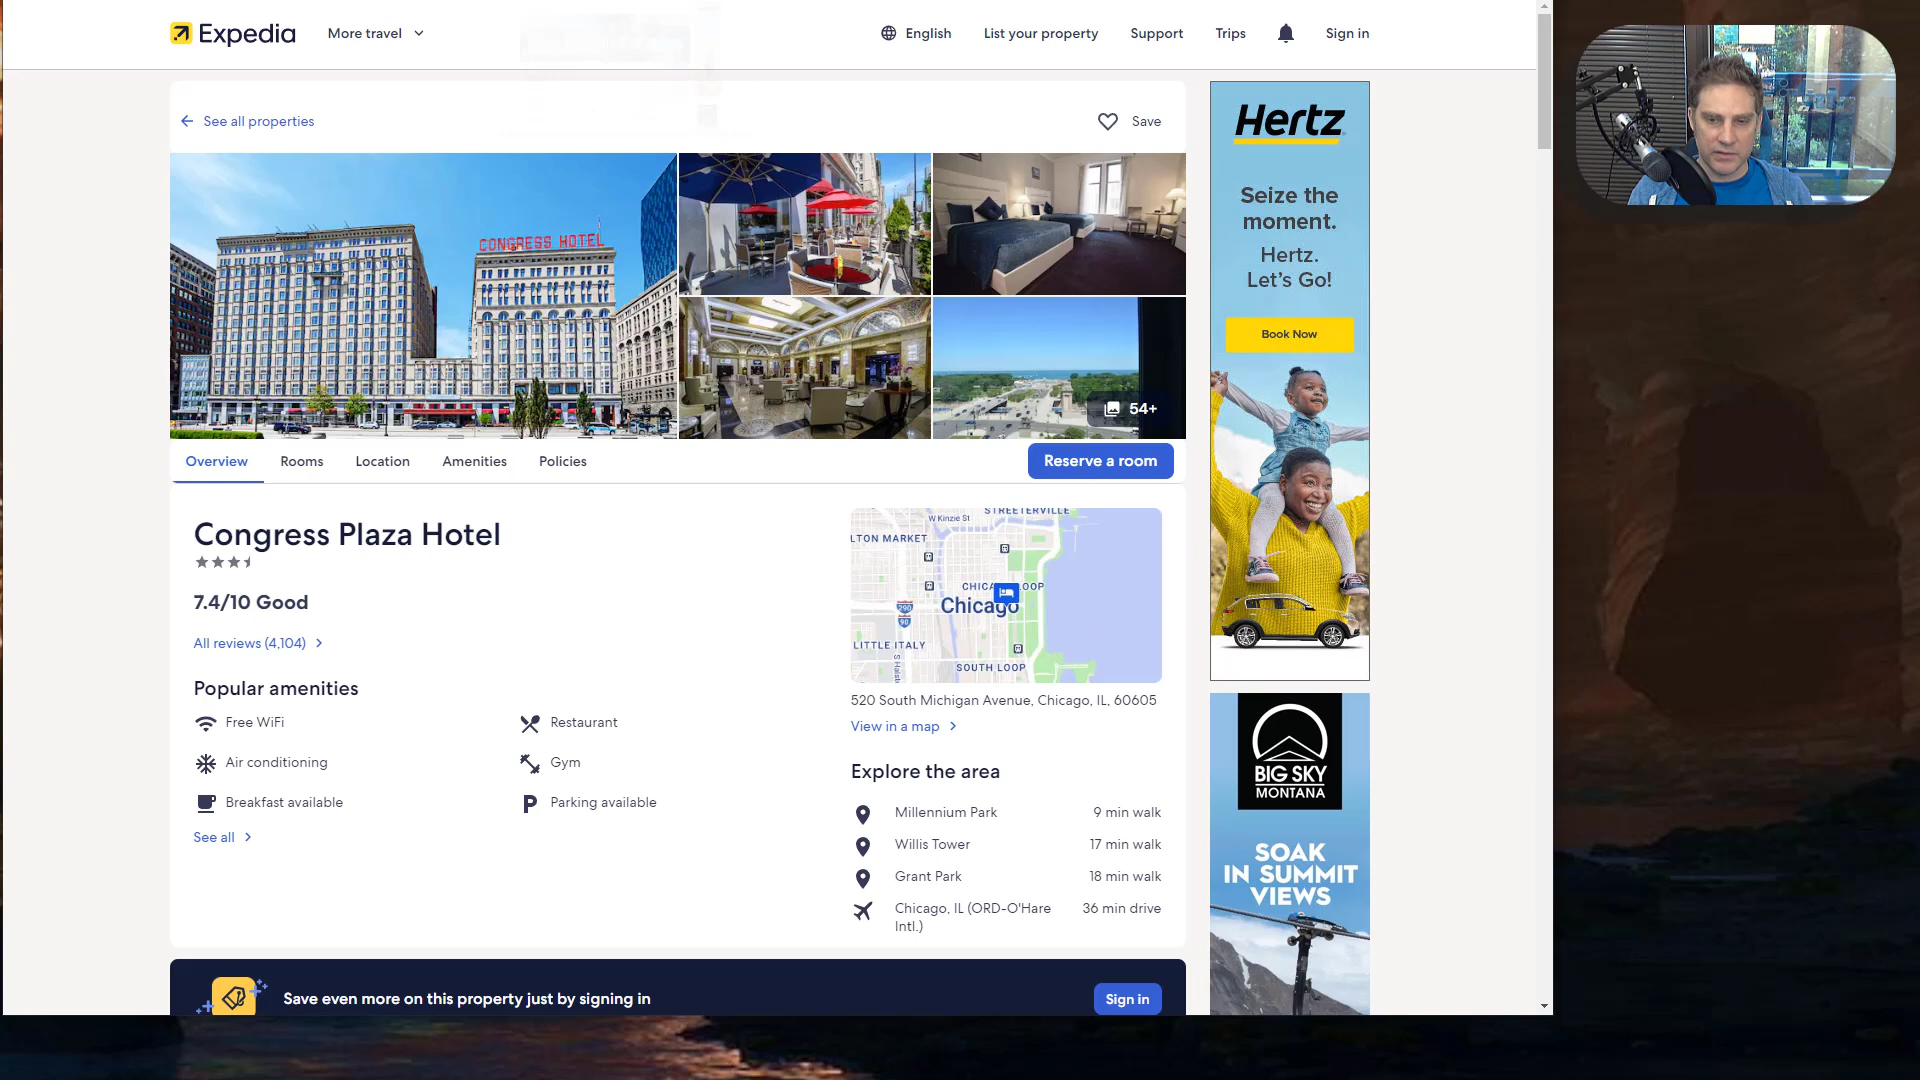 Expedia
More travel
English
List your property
Support
Trips
Sign in
See all properties
Save
CONGRESS HOTEL
54+
Overview
Rooms
Location
Amenities
Policies
Reserve a room
Congress Plaza Hotel
7.4/10 Good
All reviews (4,104)
Popular amenities
Free WiFi
Restaurant
Air conditioning
Gym
Breakfast available
Parking available
See all
STREETERVILLE
W Kinzie St
LTON MARKET
CHICA LOOP
Chicago
290
90
LITTLE ITALY
S Halste
SOUTH LOOP
520 South Michigan Avenue, Chicago, IL, 60605
View in a map
Explore the area
Millennium Park
9 min walk
Willis Tower
17 min walk
Grant Park
18 min walk
Chicago, IL (ORD-O'Hare
Intl.)
36 min drive
Save even more on this property just by signing in
Sign in
Hertz
Seize the
moment.
Hertz.
Let's Go!
Book Now
BIG SKY
MONTANA
SOAK
IN SUMMIT
VIEWS